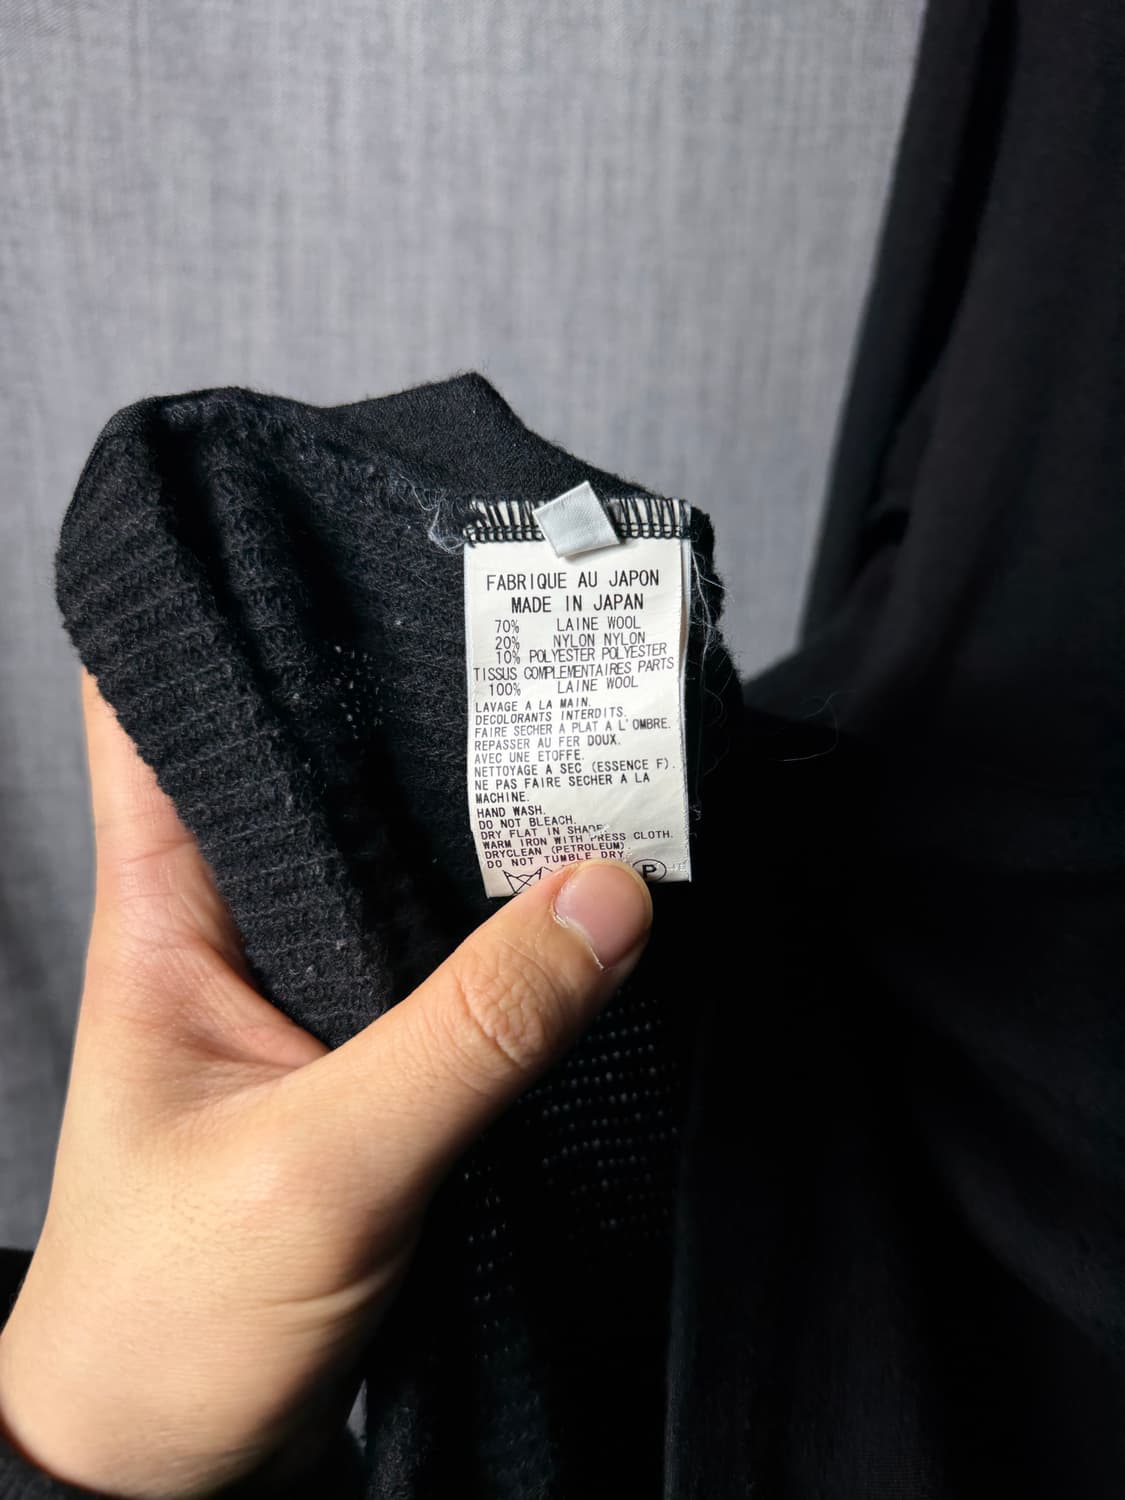 FABRIQUE AU JAPON
MADE IN JAPAN
70% LAINE WOOL
20% NYLON NYLON
10% POLYESTER POLYESTER
TISSUS COMPLEMENTAIRES PARTS
100% LAINE WOOL
LAVAGE A LA MAIN.
DECOLORANTS INTERDITS.
FAIRE SECHER A PLAT A L'OMBRE.
REPASSER AU FER DOUX.
AVEC UNE ETOFFE.
NETTOYAGE A SEC (ESSENCE F).
NE PAS FAIRE SECHER A LA
MACHINE.
HAND WASH.
DO NOT BLEACH.
DRY FLAT IN SHADE.
WARM IRON WITH PRESS CLOTH.
DRYCLEAN (PETROLEUM)
DO NOT TUMBLE DRY.
P